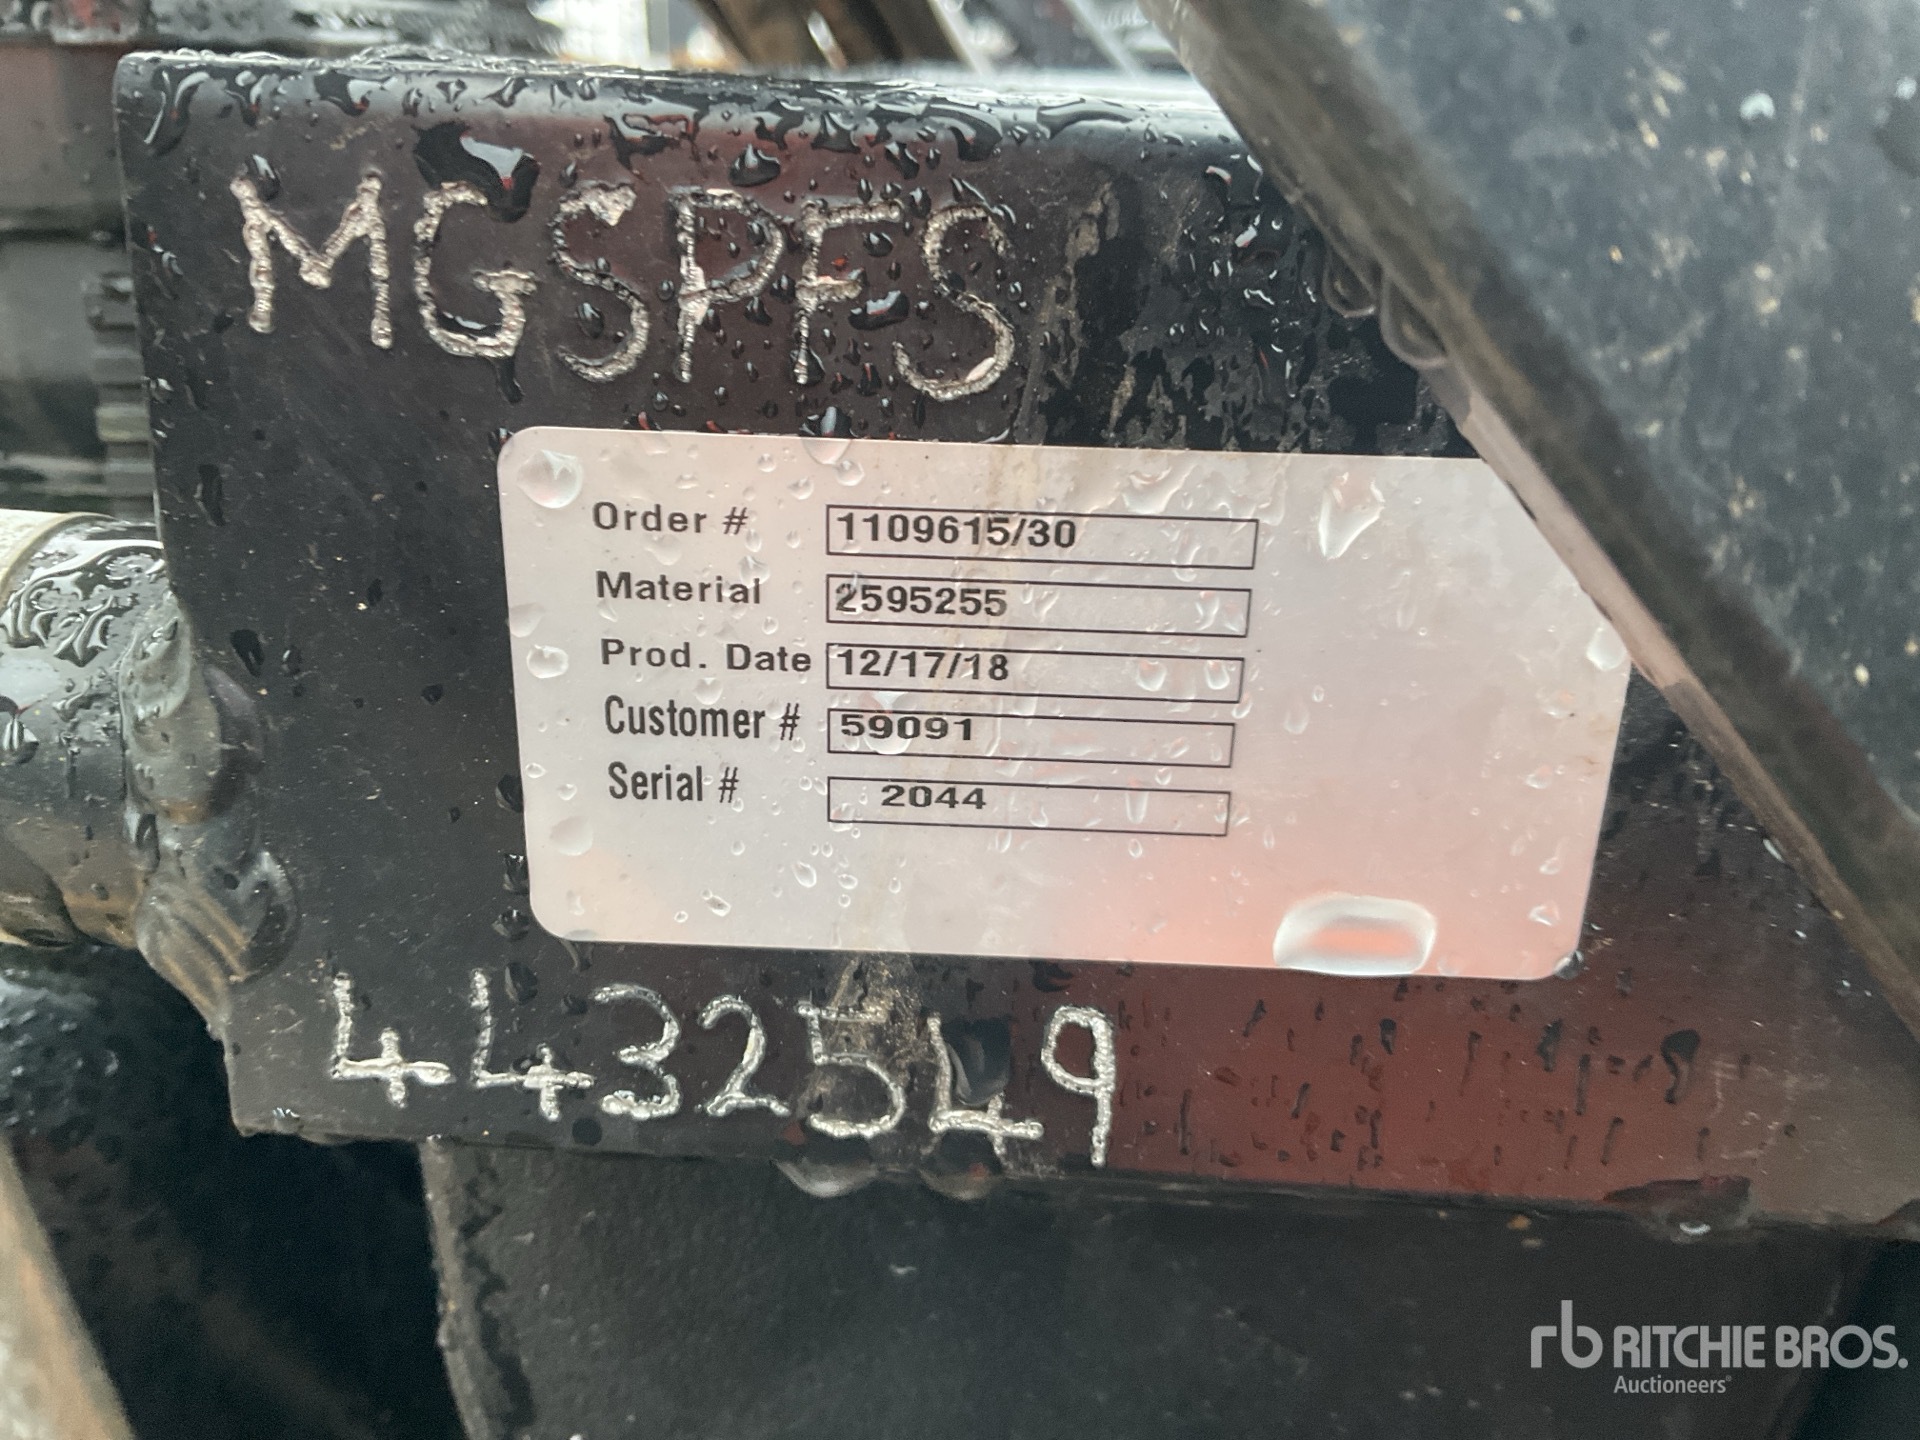 MGSPFS
Order # 1109615/30
Material 2595255
Prod. Date 12/17/18
Customer # 59091
Serial # 2044
4432549
rb RITCHIE BROS.
Auctioneers®